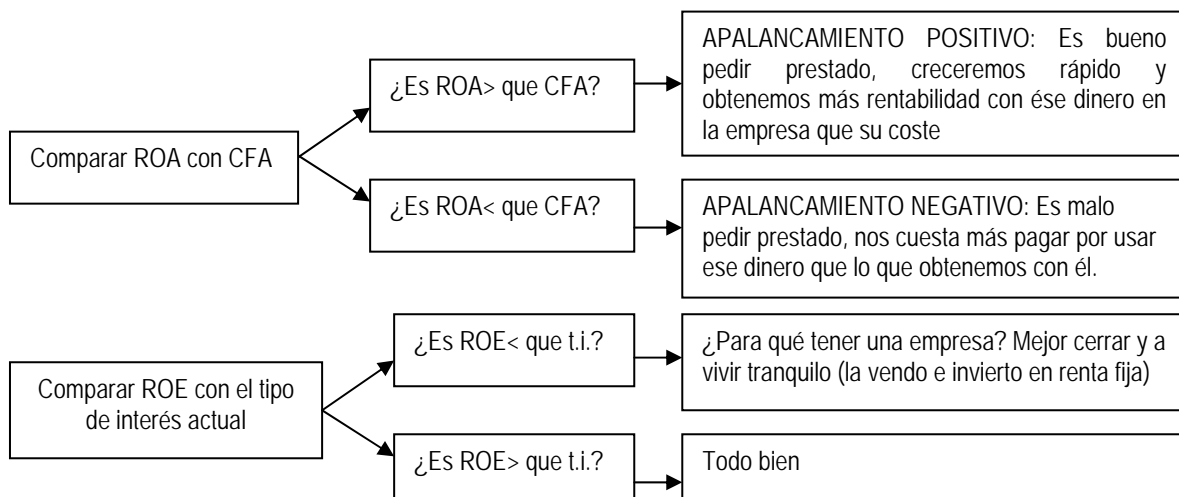 Comparar ROA con CFA
¿Es ROA> que CFA?
APALANCAMIENTO POSITIVO: Es bueno
pedir prestado, creceremos rápido y
obtenemos más rentabilidad con ése dinero en
la empresa que su coste
¿Es ROA< que CFA?
APALANCAMIENTO NEGATIVO: Es malo
pedir prestado, nos cuesta más pagar por usar
ese dinero que lo que obtenemos con él.
Comparar ROE con el tipo
de interés actual
¿Es ROE< que t.i.?
¿Para qué tener una empresa? Mejor cerrar y a
vivir tranquilo (la vendo e invierto en renta fija)
¿Es ROE> que t.i.?
Todo bien